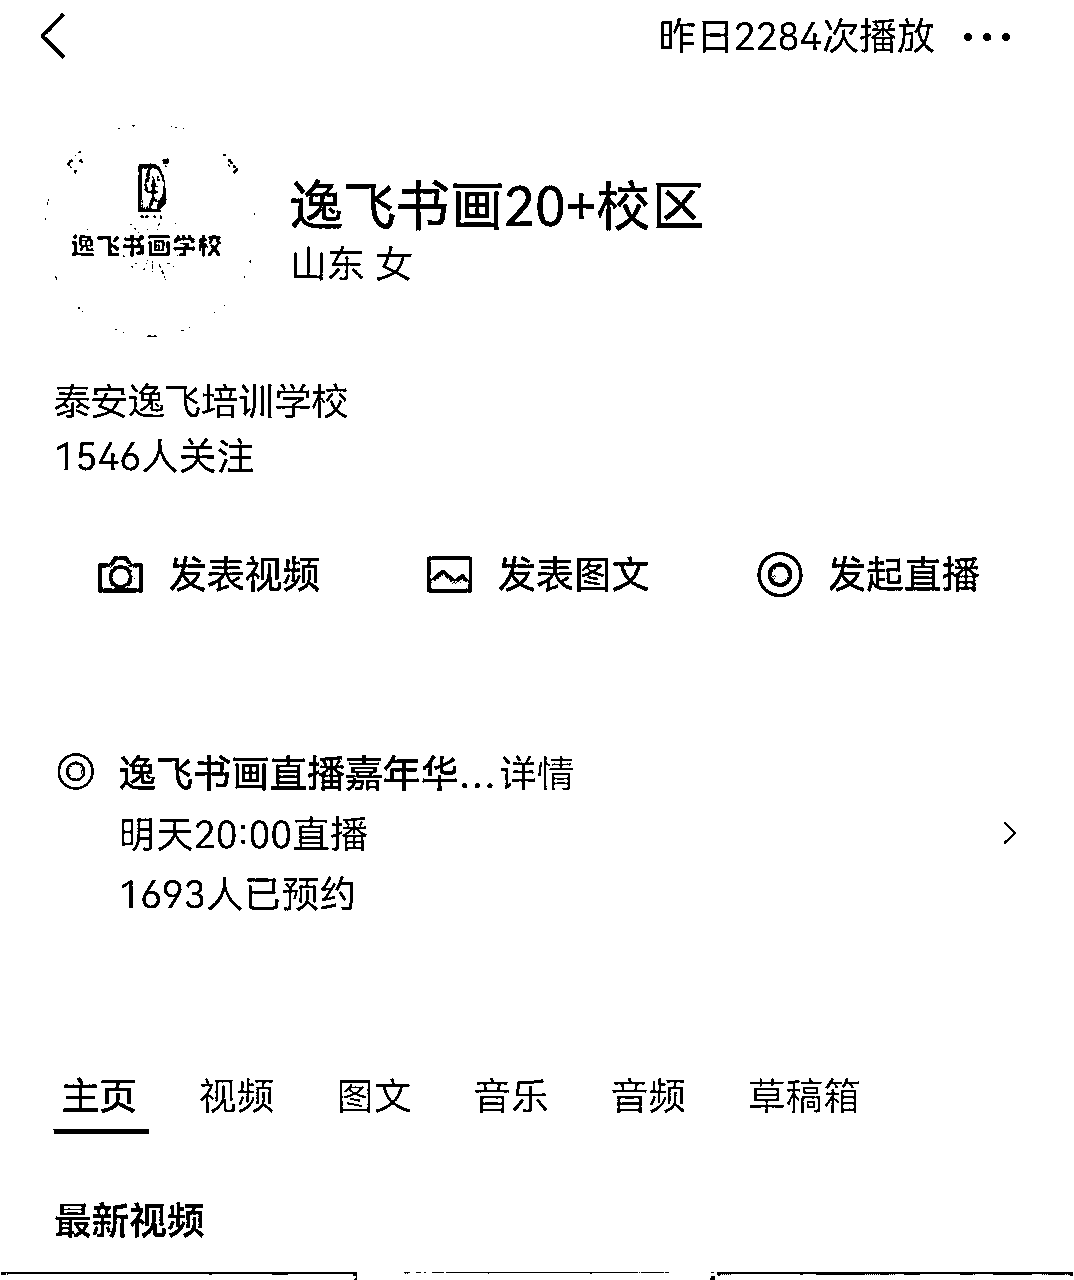 昨日2284次播放
逸飞书画学校
逸飞书画20+校区
山东 女
泰安逸飞培训学校
1546人关注
发表视频 发表图文 发起直播
逸飞书画直播嘉年华...详情
明天20:00直播
1693人已预约
主页 视频 图文 音乐 音频 草稿箱
最新视频